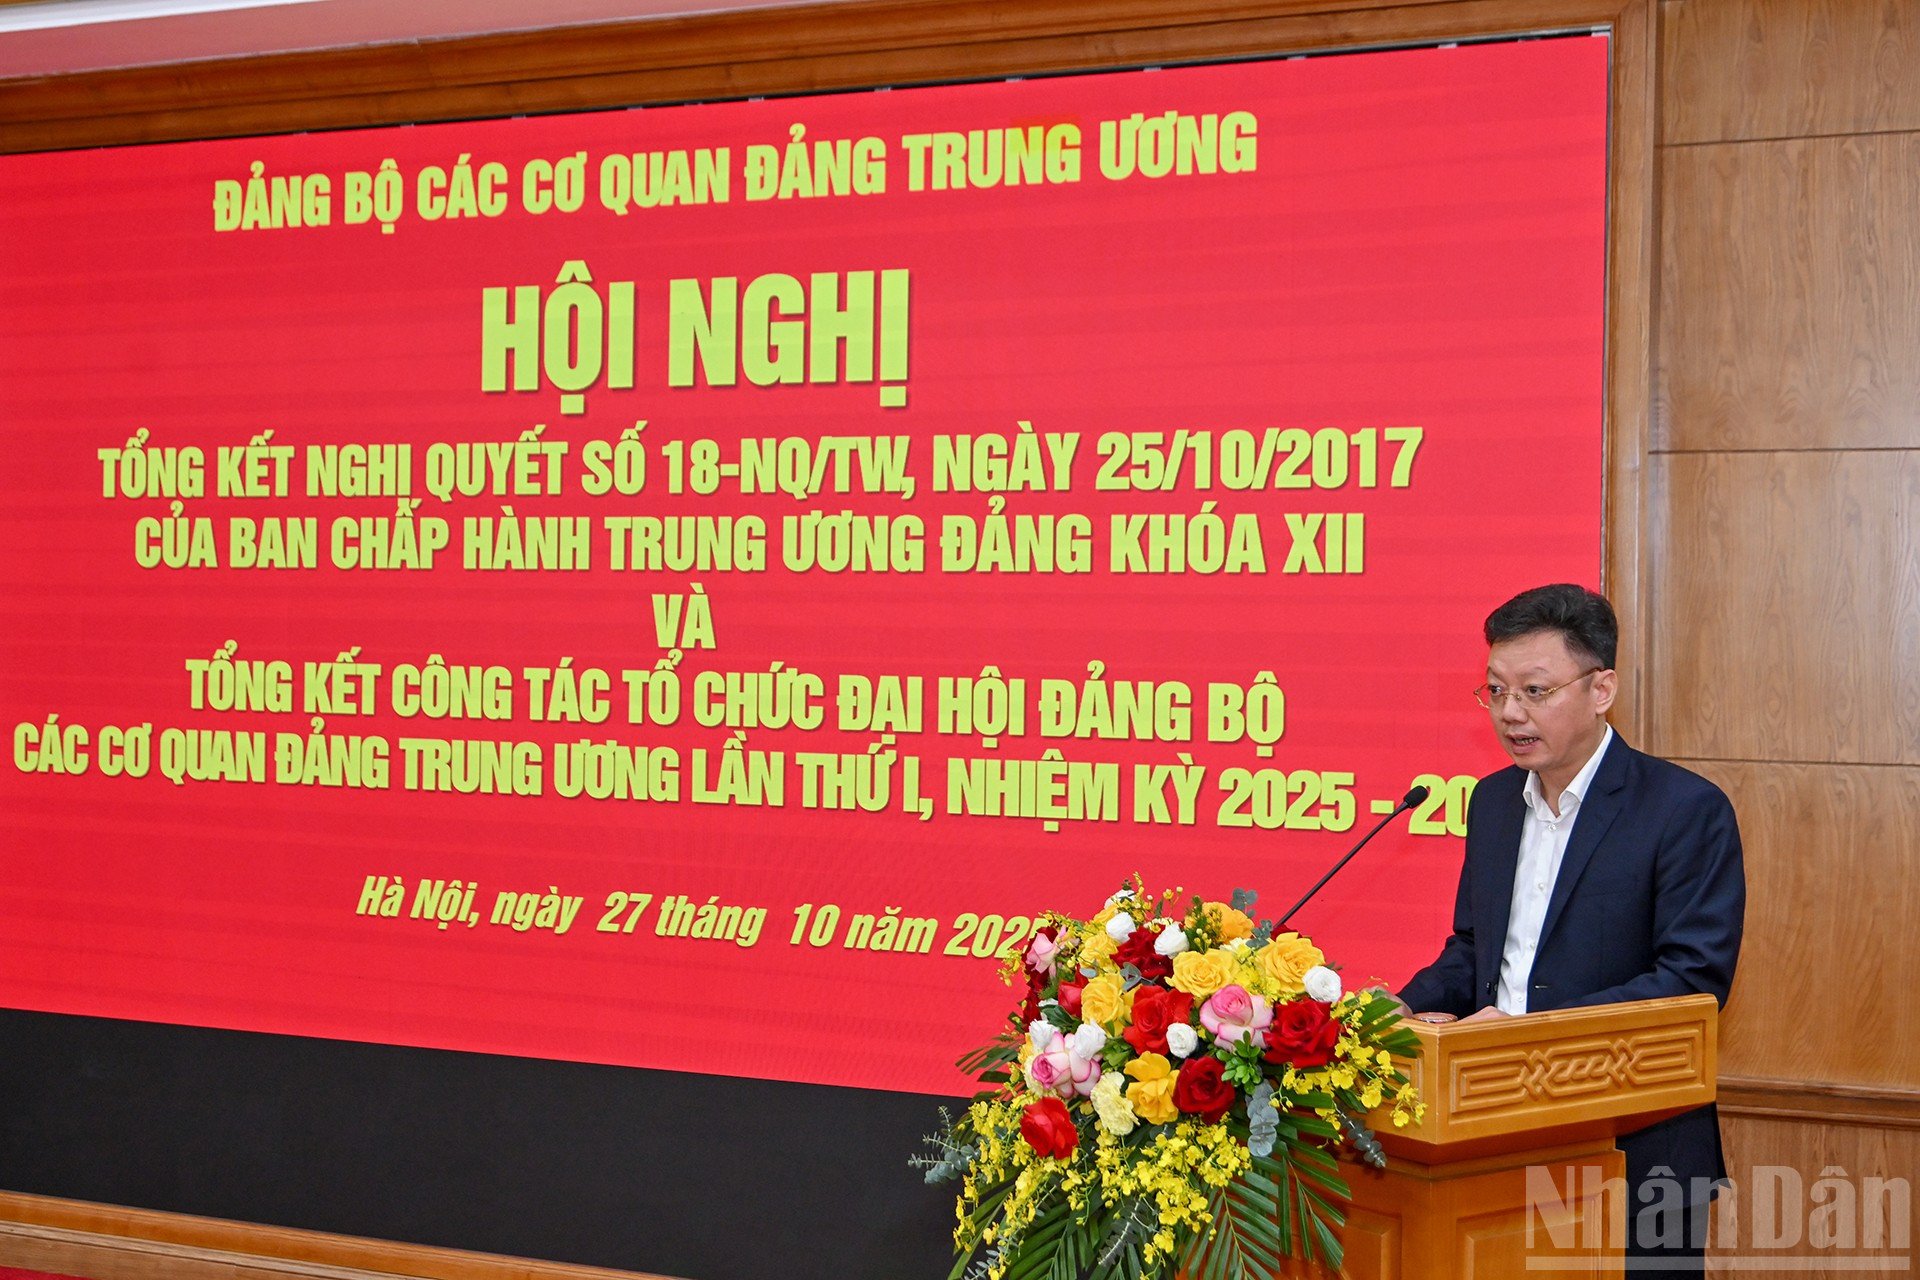 ĐẢNG BỘ CÁC CƠ QUAN ĐẢNG TRUNG ƯƠNG
HỘI NGHỊ
TỔNG KẾT NGHỊ QUYẾT SỐ 18-NQ/TW, NGÀY 25/10/2017
CỦA BAN CHẤP HÀNH TRUNG ƯƠNG ĐẢNG KHÓA XII
VÀ
TỔNG KẾT CÔNG TÁC TỔ CHỨC ĐẠI HỘI ĐẢNG BỘ
CÁC CƠ QUAN ĐẢNG TRUNG ƯƠNG LẦN THỨ I, NHIỆM KỲ 2025 - 20
Hà Nội, ngày 27 tháng 10 năm 2025
NhânDân